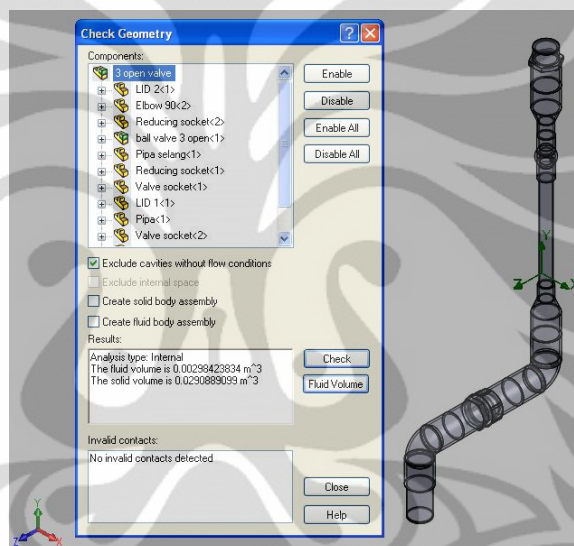 Check Geometry
Components:
3 open valve
LID 2<1>
Elbow 90<2>
Reducing socket<2>
ball valve 3 open<1>
Pipa selang<1>
Reducing socket<1>
Valve socket<1>
LID 1<1>
Pipa<1>
Valve socket<2>
Enable
Disable
Enable All
Disable All
Exclude cavities without flow conditions
Exclude internal space
Create solid body assembly
Create fluid body assembly
Results:
Analysis type: Internal
The fluid volume is 0.00298423834 m^3
The solid volume is 0.0290889099 m^3
Check
Fluid Volume
Invalid contacts:
No invalid contacts detected
Close
Help
Y
Z
X
Y
Z
X